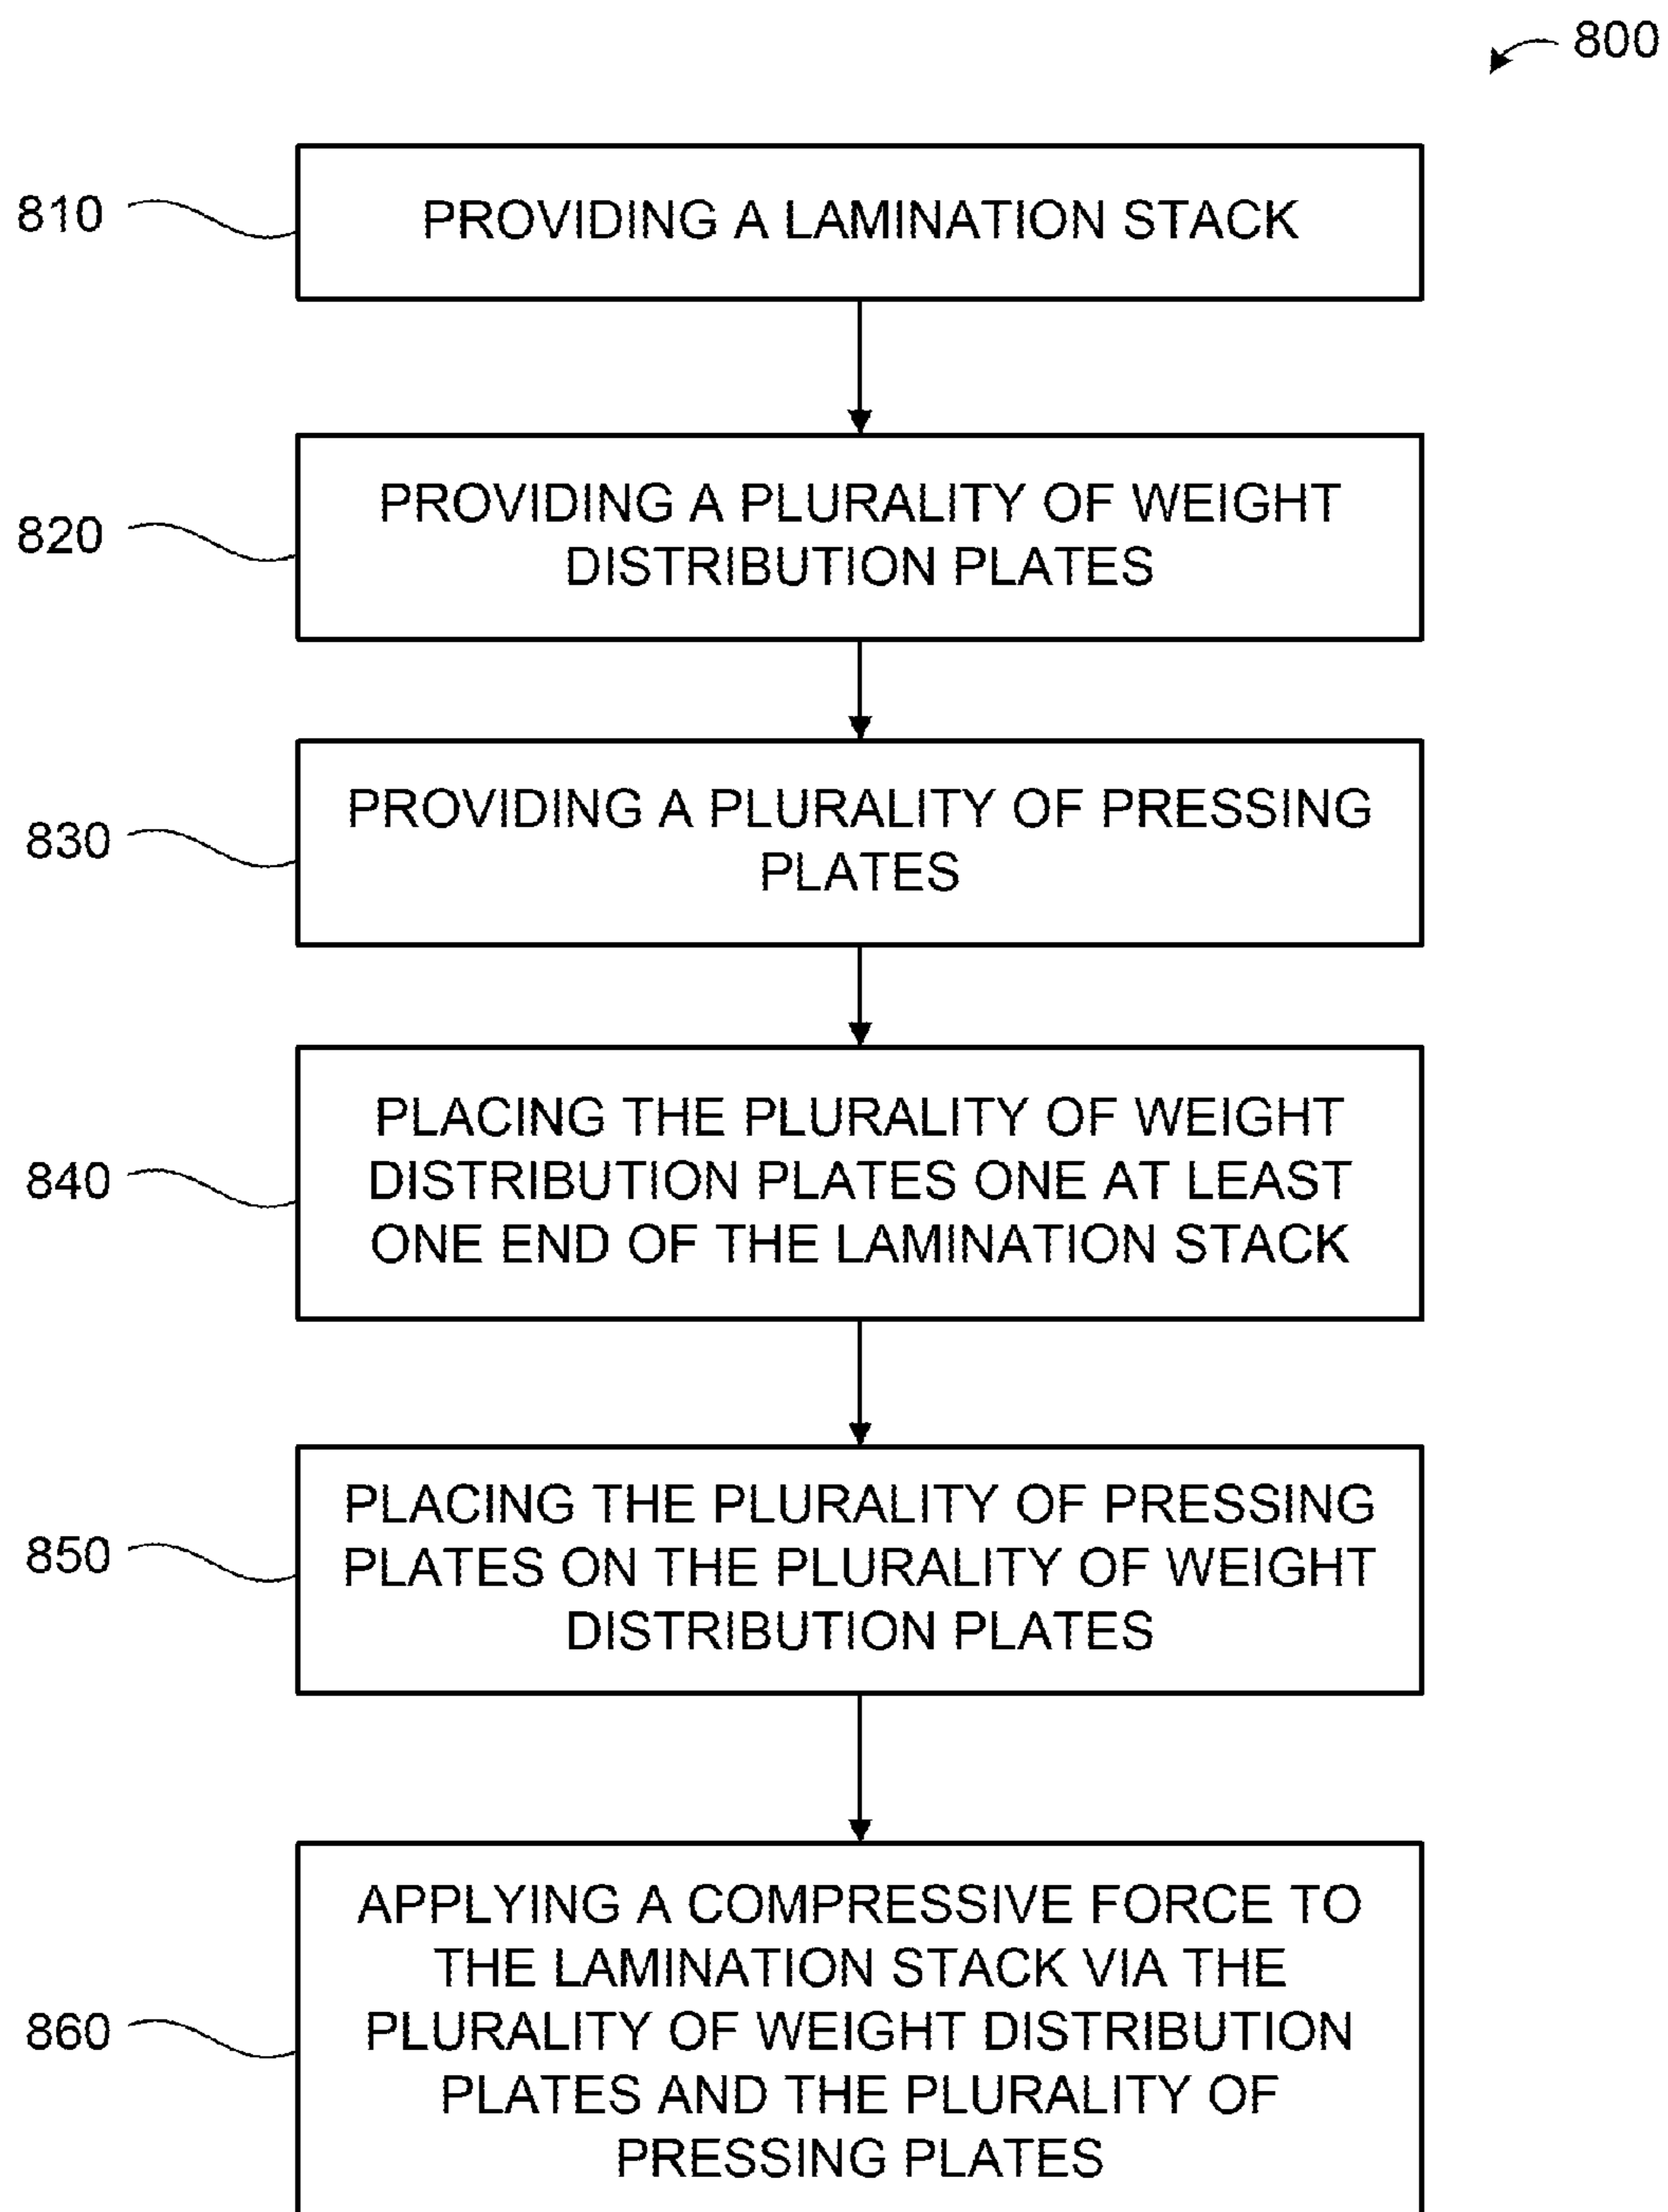 800
810
PROVIDING A LAMINATION STACK
820
PROVIDING A PLURALITY OF WEIGHT
DISTRIBUTION PLATES
830
PROVIDING A PLURALITY OF PRESSING
PLATES
840
PLACING THE PLURALITY OF WEIGHT
DISTRIBUTION PLATES ONE AT LEAST
ONE END OF THE LAMINATION STACK
850
PLACING THE PLURALITY OF PRESSING
PLATES ON THE PLURALITY OF WEIGHT
DISTRIBUTION PLATES
860
APPLYING A COMPRESSIVE FORCE TO
THE LAMINATION STACK VIA THE
PLURALITY OF WEIGHT DISTRIBUTION
PLATES AND THE PLURALITY OF
PRESSING PLATES